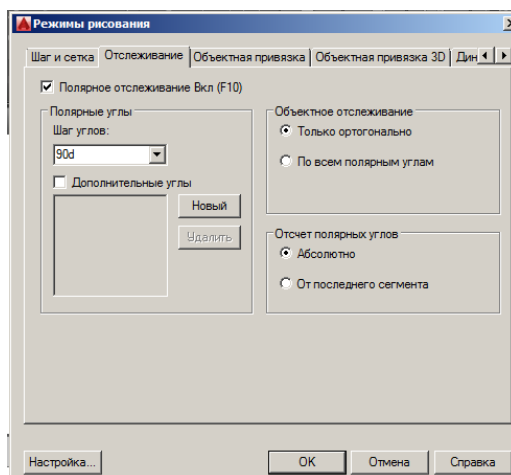 Режимы рисования
Шаг и сетка Отслеживание Объектная привязка Объектная привязка 3D Дин
Полярное отслеживание Вкл (F10)
Полярные углы
Шаг углов:
90d
Дополнительные углы
Новый
Удалить
Объектное отслеживание
Только ортогонально
По всем полярным углам
Отсчет полярных углов
Абсолютно
От последнего сегмента
Настройка... OK Отмена Справка